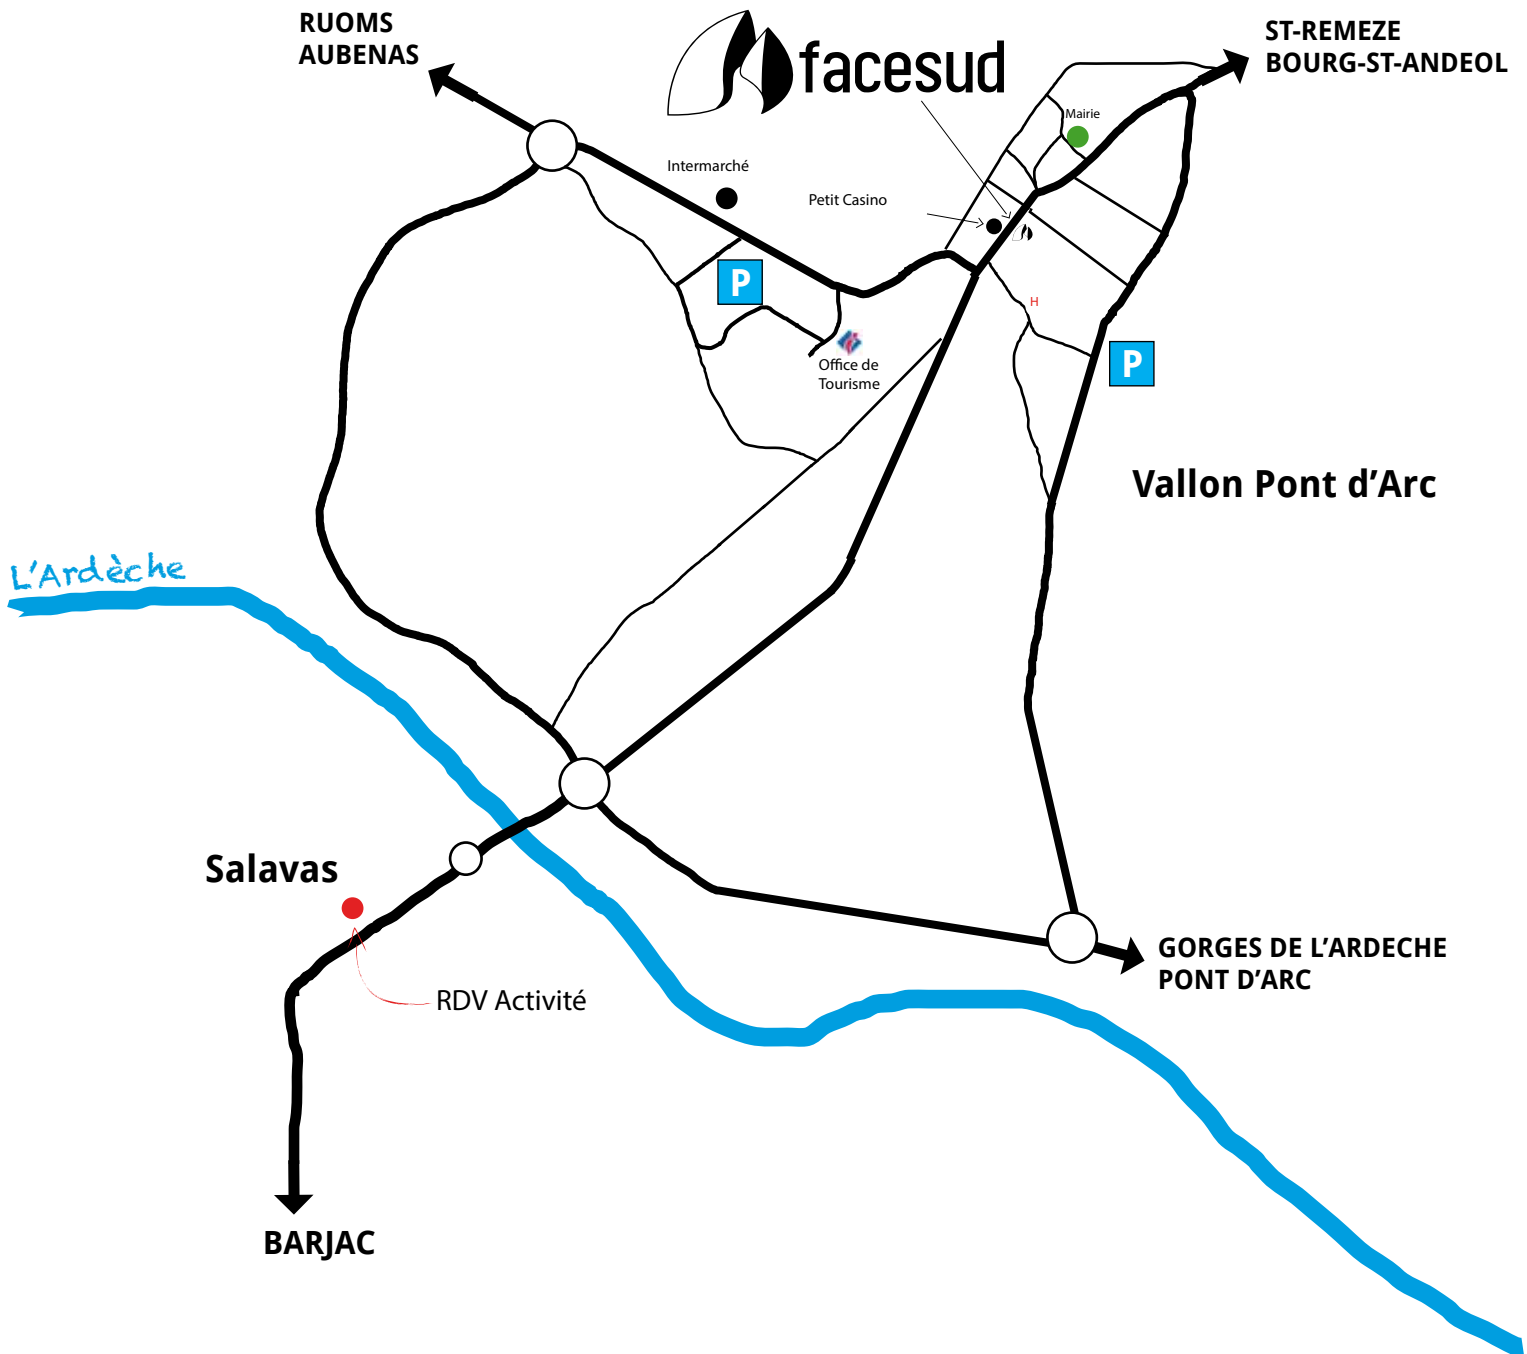 RUOMS
AUBENAS
facesud
ST-REMEZE
BOURG-ST-ANDEOL
Mairie
Intermarché
Petit Casino
P
H
Office de
Tourisme
P
Vallon Pont d’Arc
L’Ardèche
Salavas
GORGES DE L’ARDECHE
PONT D’ARC
RDV Activité
BARJAC